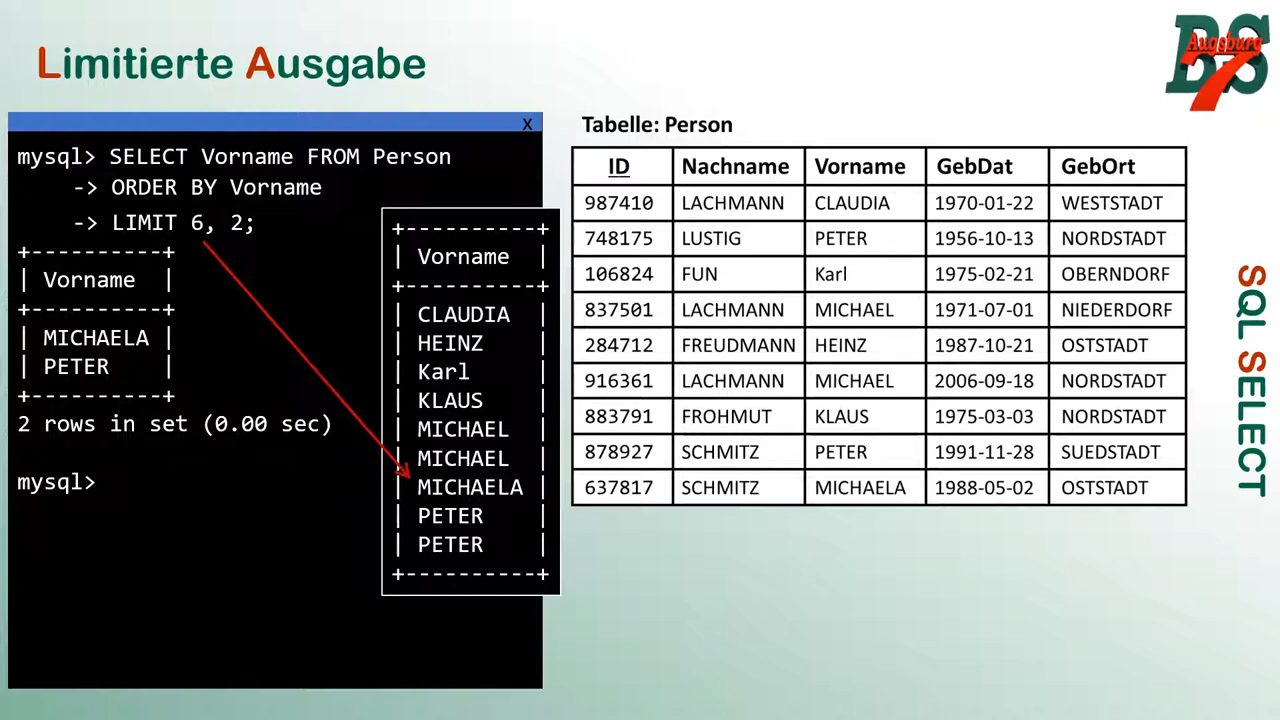 Limitierte Ausgabe
BS Augsburg 7
X
mysql> SELECT Vorname FROM Person
-> ORDER BY Vorname
-> LIMIT 6, 2;
+----------+
| Vorname |
+----------+
| MICHAELA |
| PETER |
+----------+
2 rows in set (0.00 sec)
mysql>
+----------+
| Vorname |
+----------+
| CLAUDIA |
| HEINZ |
| Karl |
| KLAUS |
| MICHAEL |
| MICHAEL |
| MICHAELA |
| PETER |
| PETER |
+----------+
Tabelle: Person
ID Nachname Vorname GebDat GebOrt
987410 LACHMANN CLAUDIA 1970-01-22 WESTSTADT
748175 LUSTIG PETER 1956-10-13 NORDSTADT
106824 FUN Karl 1975-02-21 OBERNDORF
837501 LACHMANN MICHAEL 1971-07-01 NIEDERDORF
284712 FREUDMANN HEINZ 1987-10-21 OSTSTADT
916361 LACHMANN MICHAEL 2006-09-18 NORDSTADT
883791 FROHMUT KLAUS 1975-03-03 NORDSTADT
878927 SCHMITZ PETER 1991-11-28 SUEDSTADT
637817 SCHMITZ MICHAELA 1988-05-02 OSTSTADT
SQL SELECT